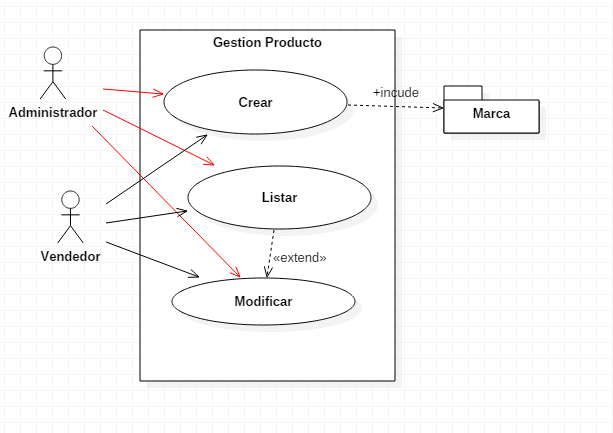 Gestion Producto
Administrador
Crear
+incude
Marca
Listar
Vendedor
«extend»
Modificar